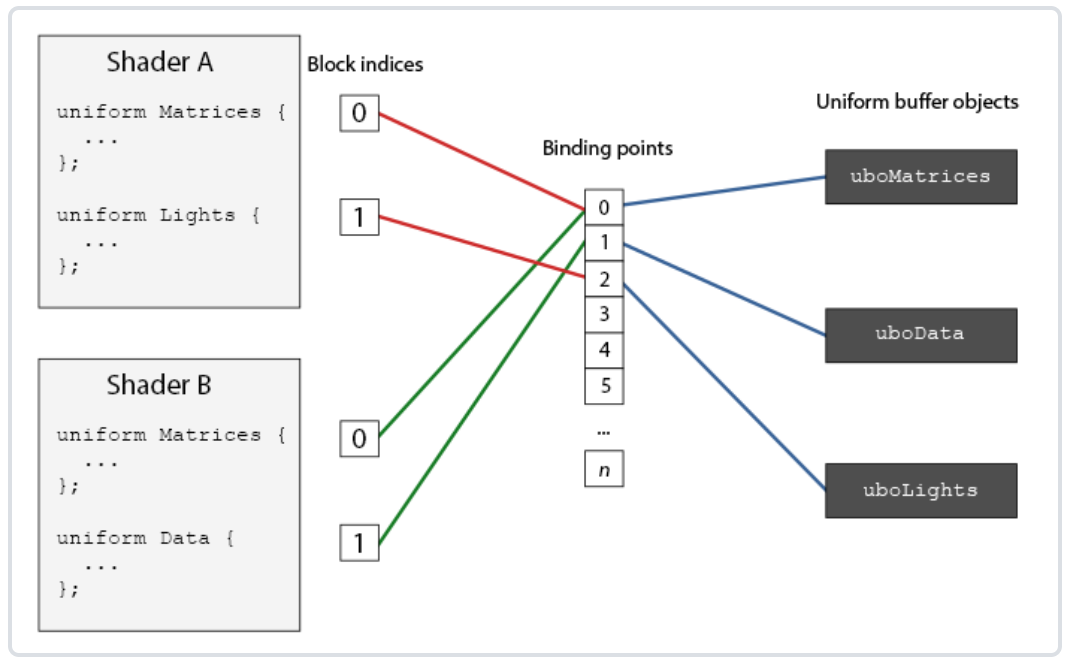 Shader A
uniform Matrices {
...
};
uniform Lights {
...
};
Shader B
uniform Matrices {
...
};
uniform Data {
...
};
Block indices
0
1
0
1
Binding points
0
1
2
3
4
5
...
n
Uniform buffer objects
uboMatrices
uboData
uboLights